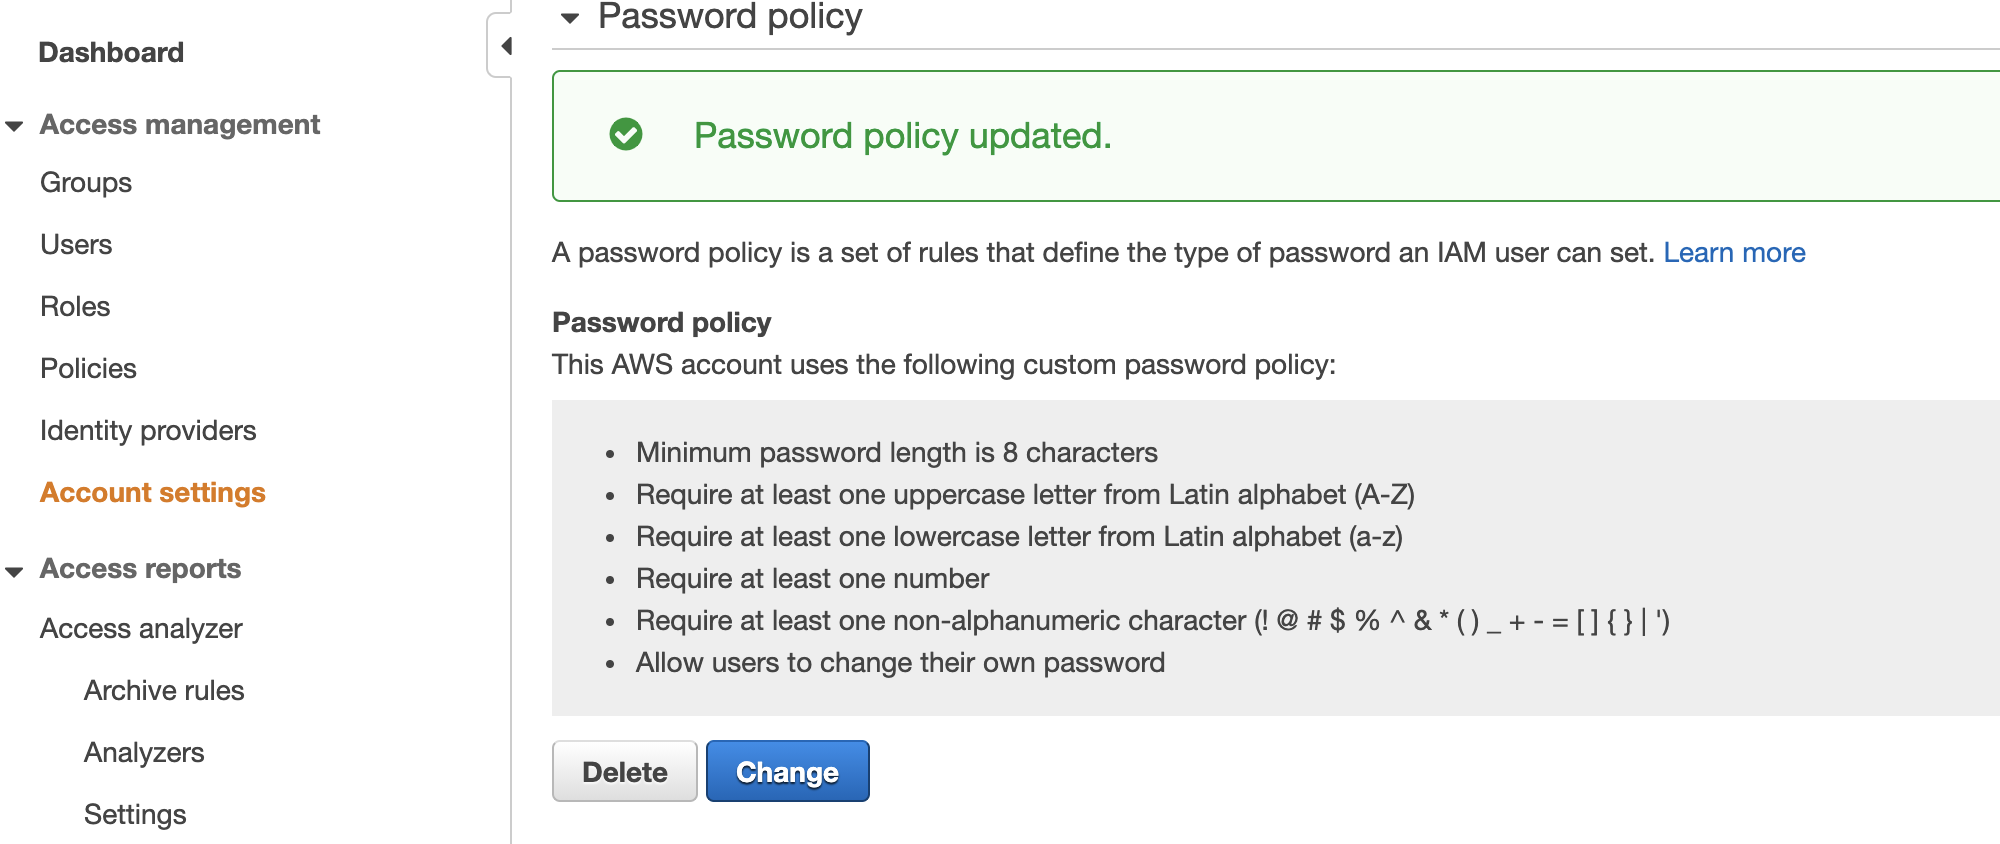 Dashboard
Access management
Groups
Users
Roles
Policies
Identity providers
Account settings
Access reports
Access analyzer
Archive rules
Analyzers
Settings
Password policy
Password policy updated.
A password policy is a set of rules that define the type of password an IAM user can set. Learn more
Password policy
This AWS account uses the following custom password policy:
• Minimum password length is 8 characters
• Require at least one uppercase letter from Latin alphabet (A-Z)
• Require at least one lowercase letter from Latin alphabet (a-z)
• Require at least one number
• Require at least one non-alphanumeric character (! @ # $ % ^ & * ( ) _ + - = [ ] { } | ')
• Allow users to change their own password
Delete Change